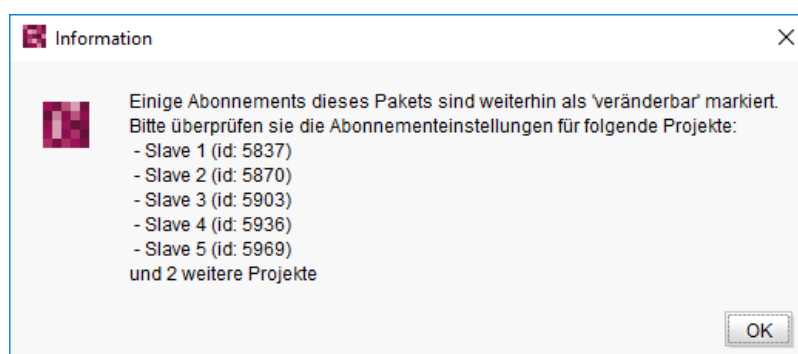 Information
Einige Abonnements dieses Pakets sind weiterhin als 'veränderbar' markiert.
Bitte überprüfen sie die Abonnementeinstellungen für folgende Projekte:
- Slave 1 (id: 5837)
- Slave 2 (id: 5870)
- Slave 3 (id: 5903)
- Slave 4 (id: 5936)
- Slave 5 (id: 5969)
und 2 weitere Projekte
OK